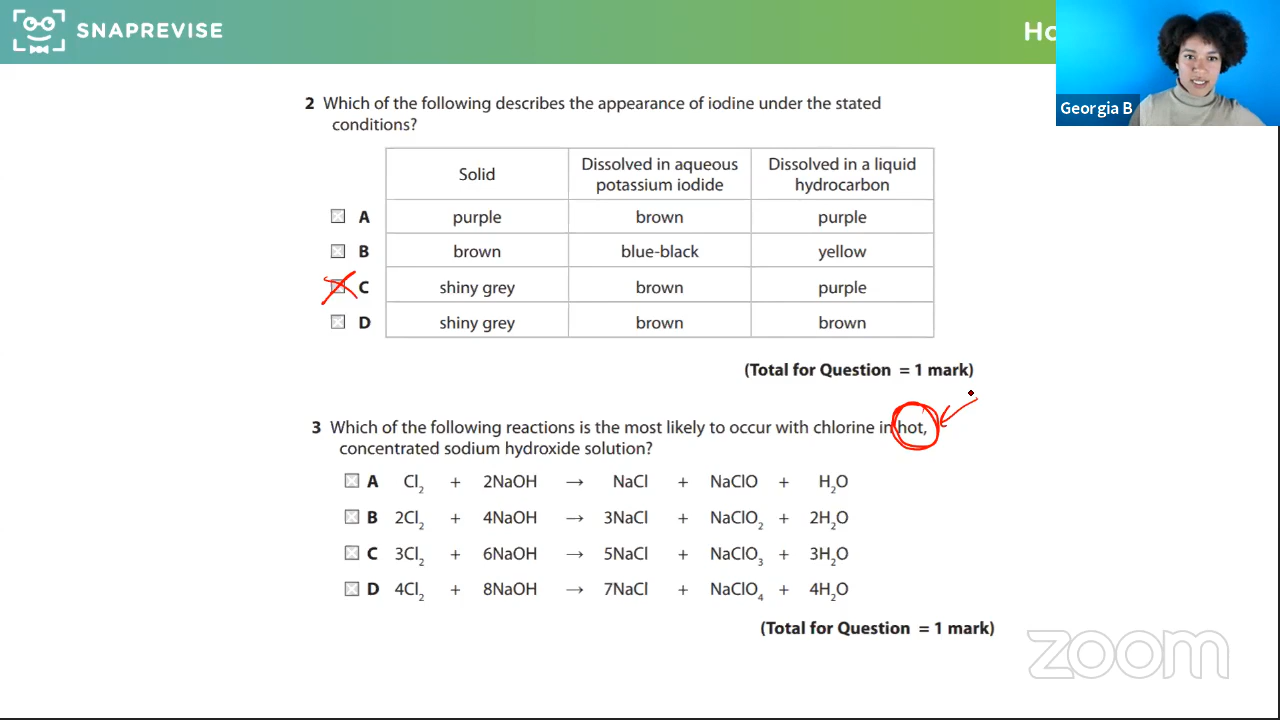 SNAPREVISE
Ho
Georgia B
2 Which of the following describes the appearance of iodine under the stated
conditions?
Solid
Dissolved in aqueous
potassium iodide
Dissolved in a liquid
hydrocarbon
A purple brown purple
B brown blue-black yellow
C shiny grey brown purple
D shiny grey brown brown
(Total for Question = 1 mark)
3 Which of the following reactions is the most likely to occur with chlorine in hot,
concentrated sodium hydroxide solution?
A Cl₂ + 2NaOH → NaCl + NaClO + H₂O
B 2Cl₂ + 4NaOH → 3NaCl + NaClO₂ + 2H₂O
C 3Cl₂ + 6NaOH → 5NaCl + NaClO₃ + 3H₂O
D 4Cl₂ + 8NaOH → 7NaCl + NaClO₄ + 4H₂O
(Total for Question = 1 mark)
zoom